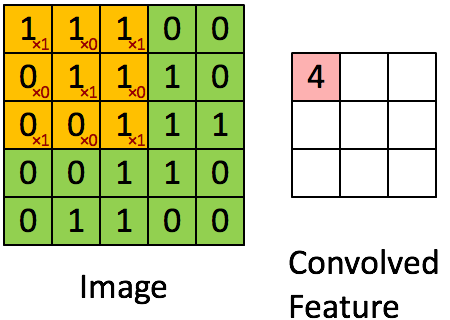 1×1 1×0 1×1 0 0
0×0 1×1 1×0 1 0
0×1 0×0 1×1 1 1
0 0 1 1 0
0 1 1 0 0
Image
4
Convolved
Feature